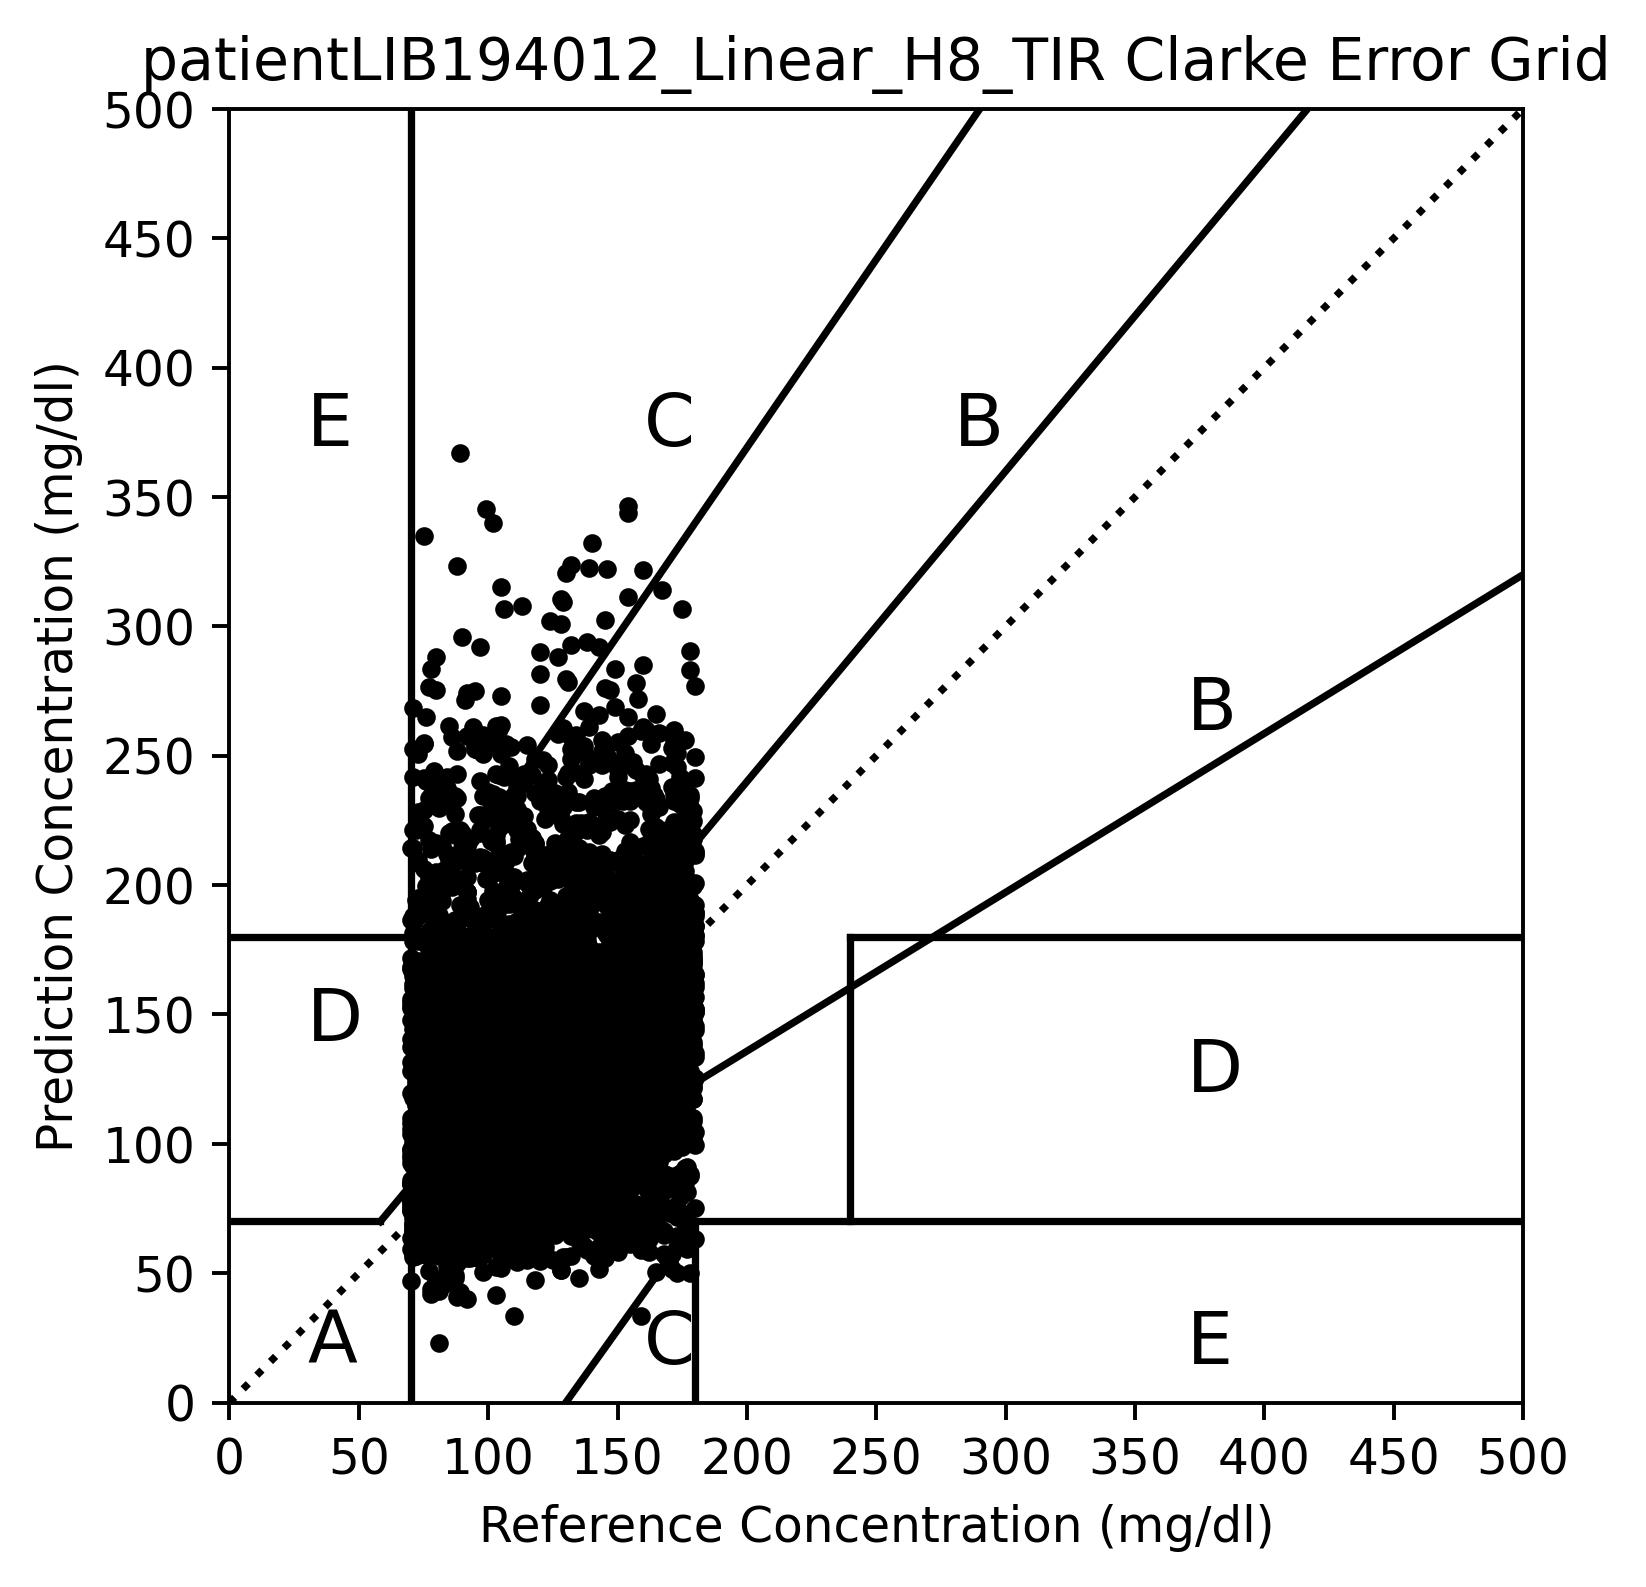 patientLIB194012_Linear_H8_TIR Clarke Error Grid
500
450
400
350
300
250
200
150
100
50
0
Prediction Concentration (mg/dl)
E
C
B
B
D
D
A
C
E
0 50 100 150 200 250 300 350 400 450 500
Reference Concentration (mg/dl)